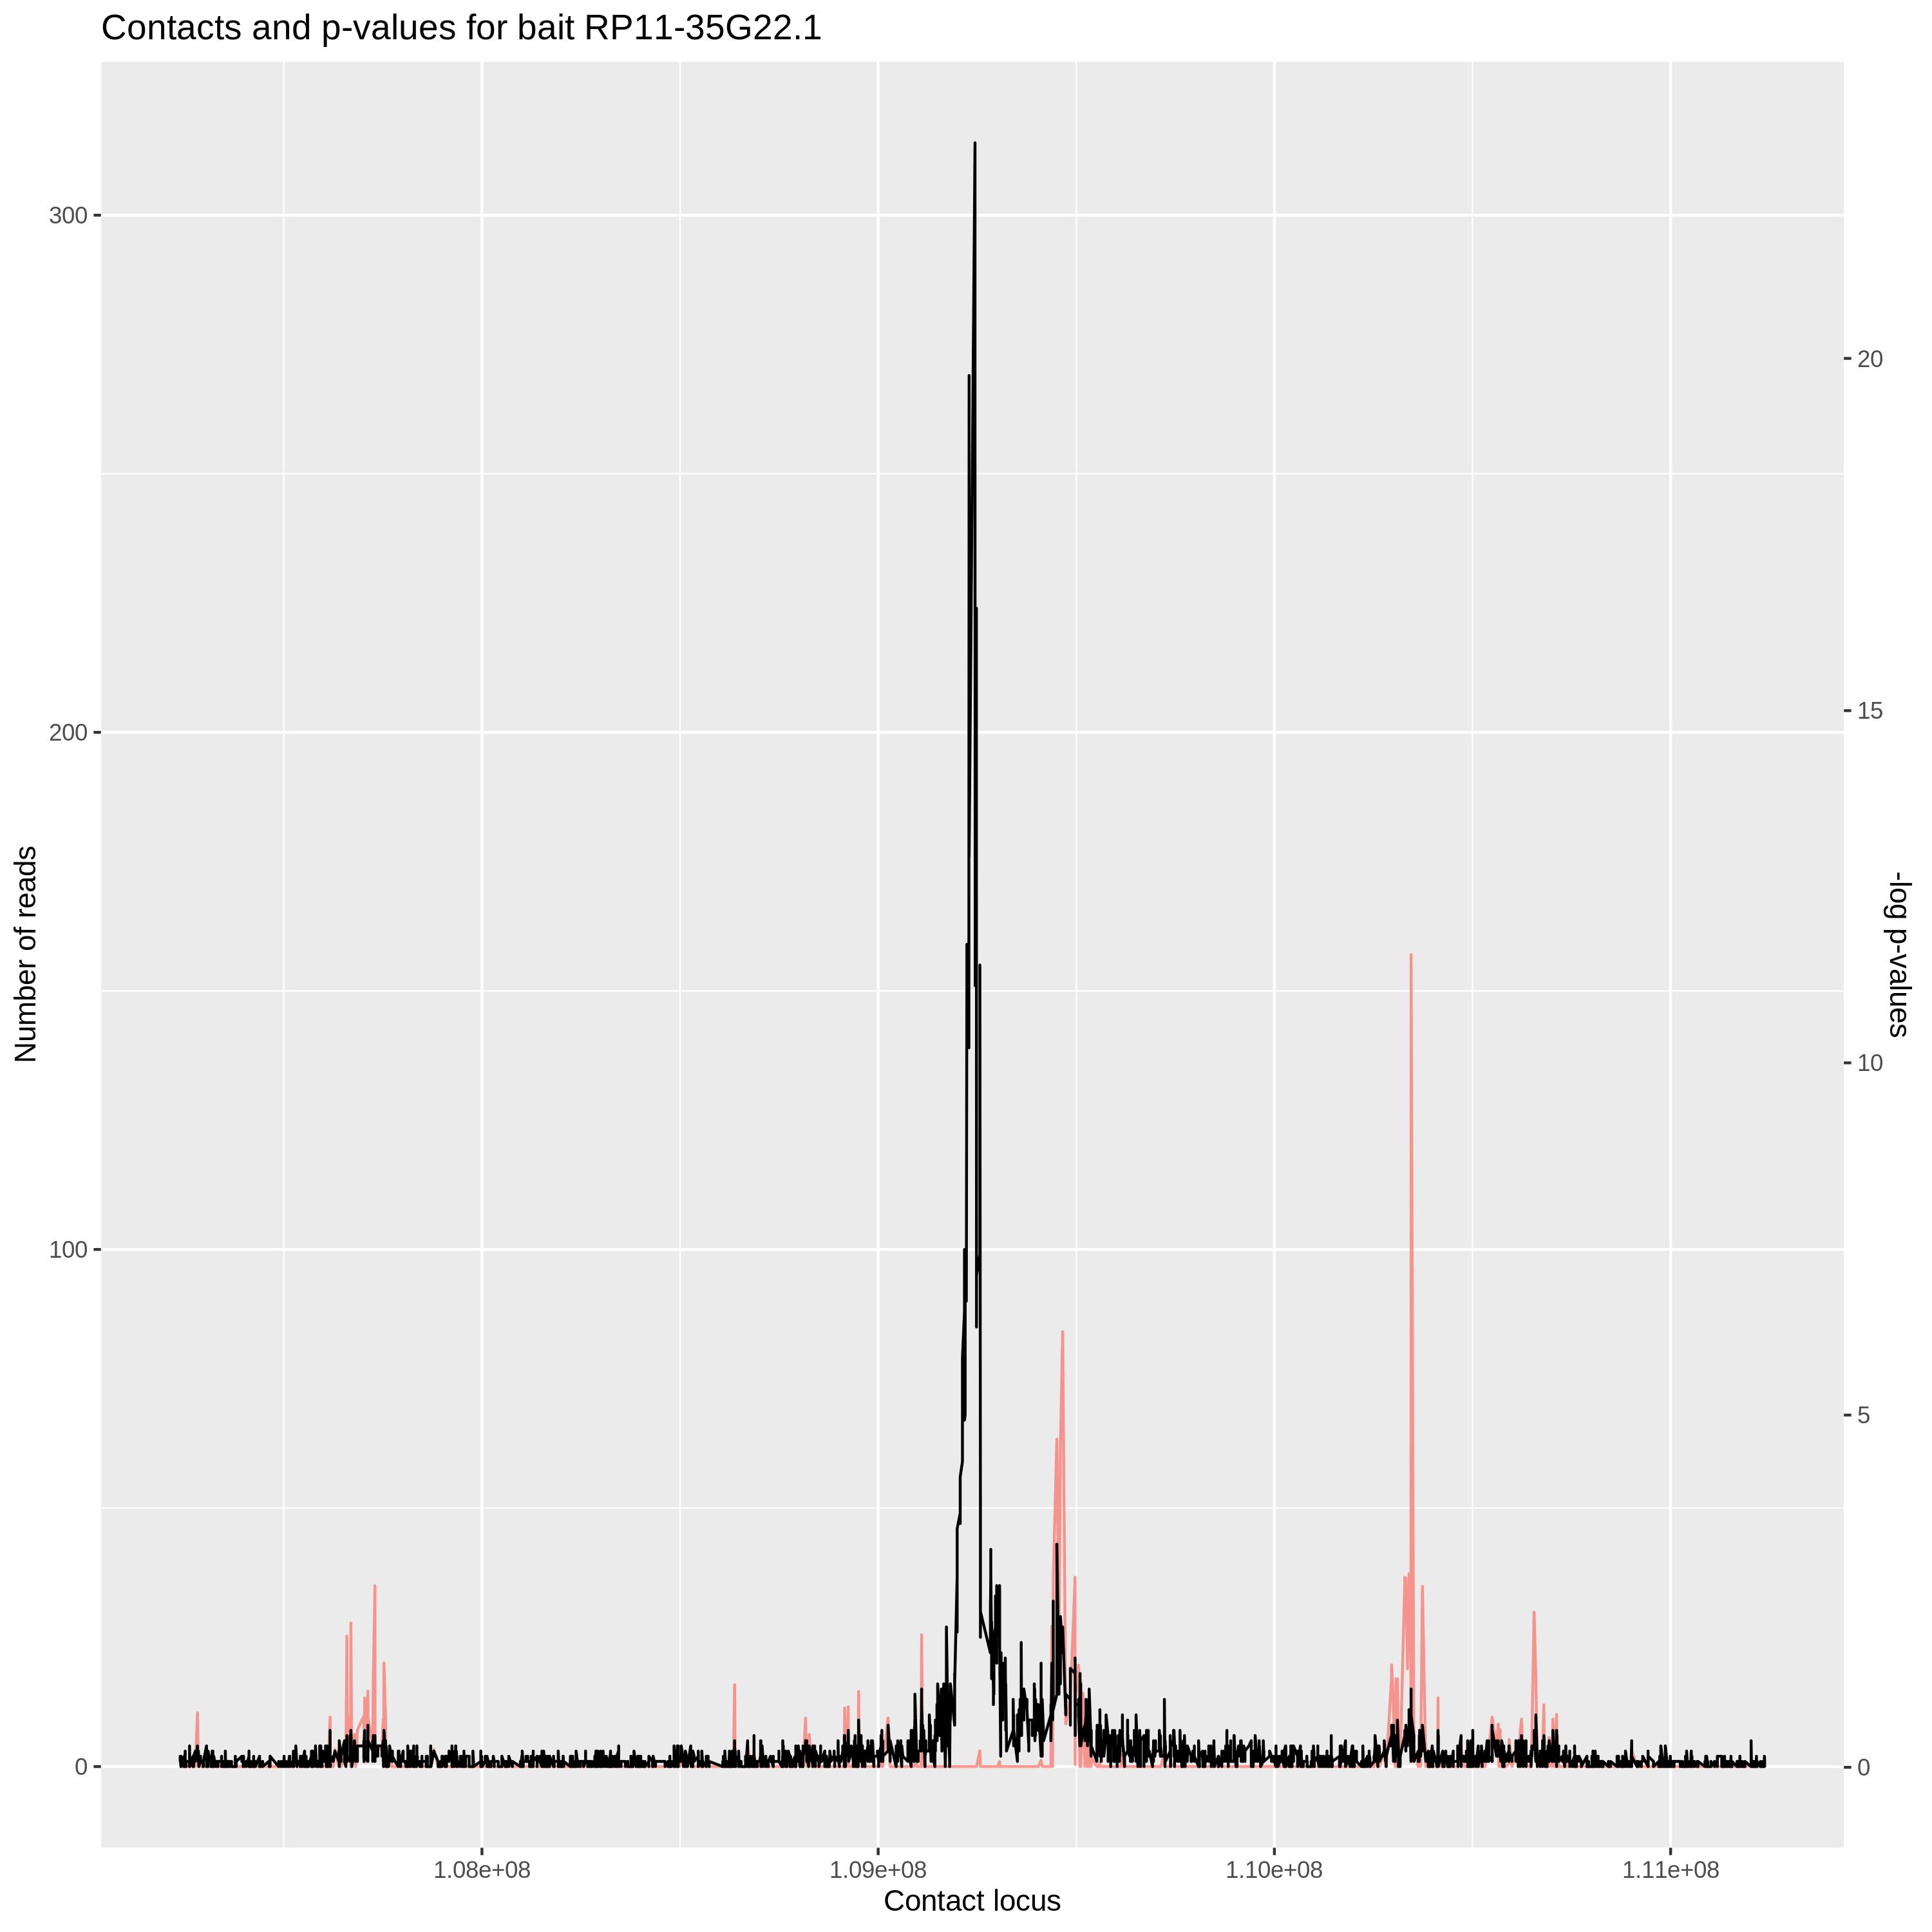 Contacts and p-values for bait RP11-35G22.1
300
200
100
0
Number of reads
20
15
10
5
0
-log p-values
1.08e+08
1.09e+08
1.10e+08
1.11e+08
Contact locus